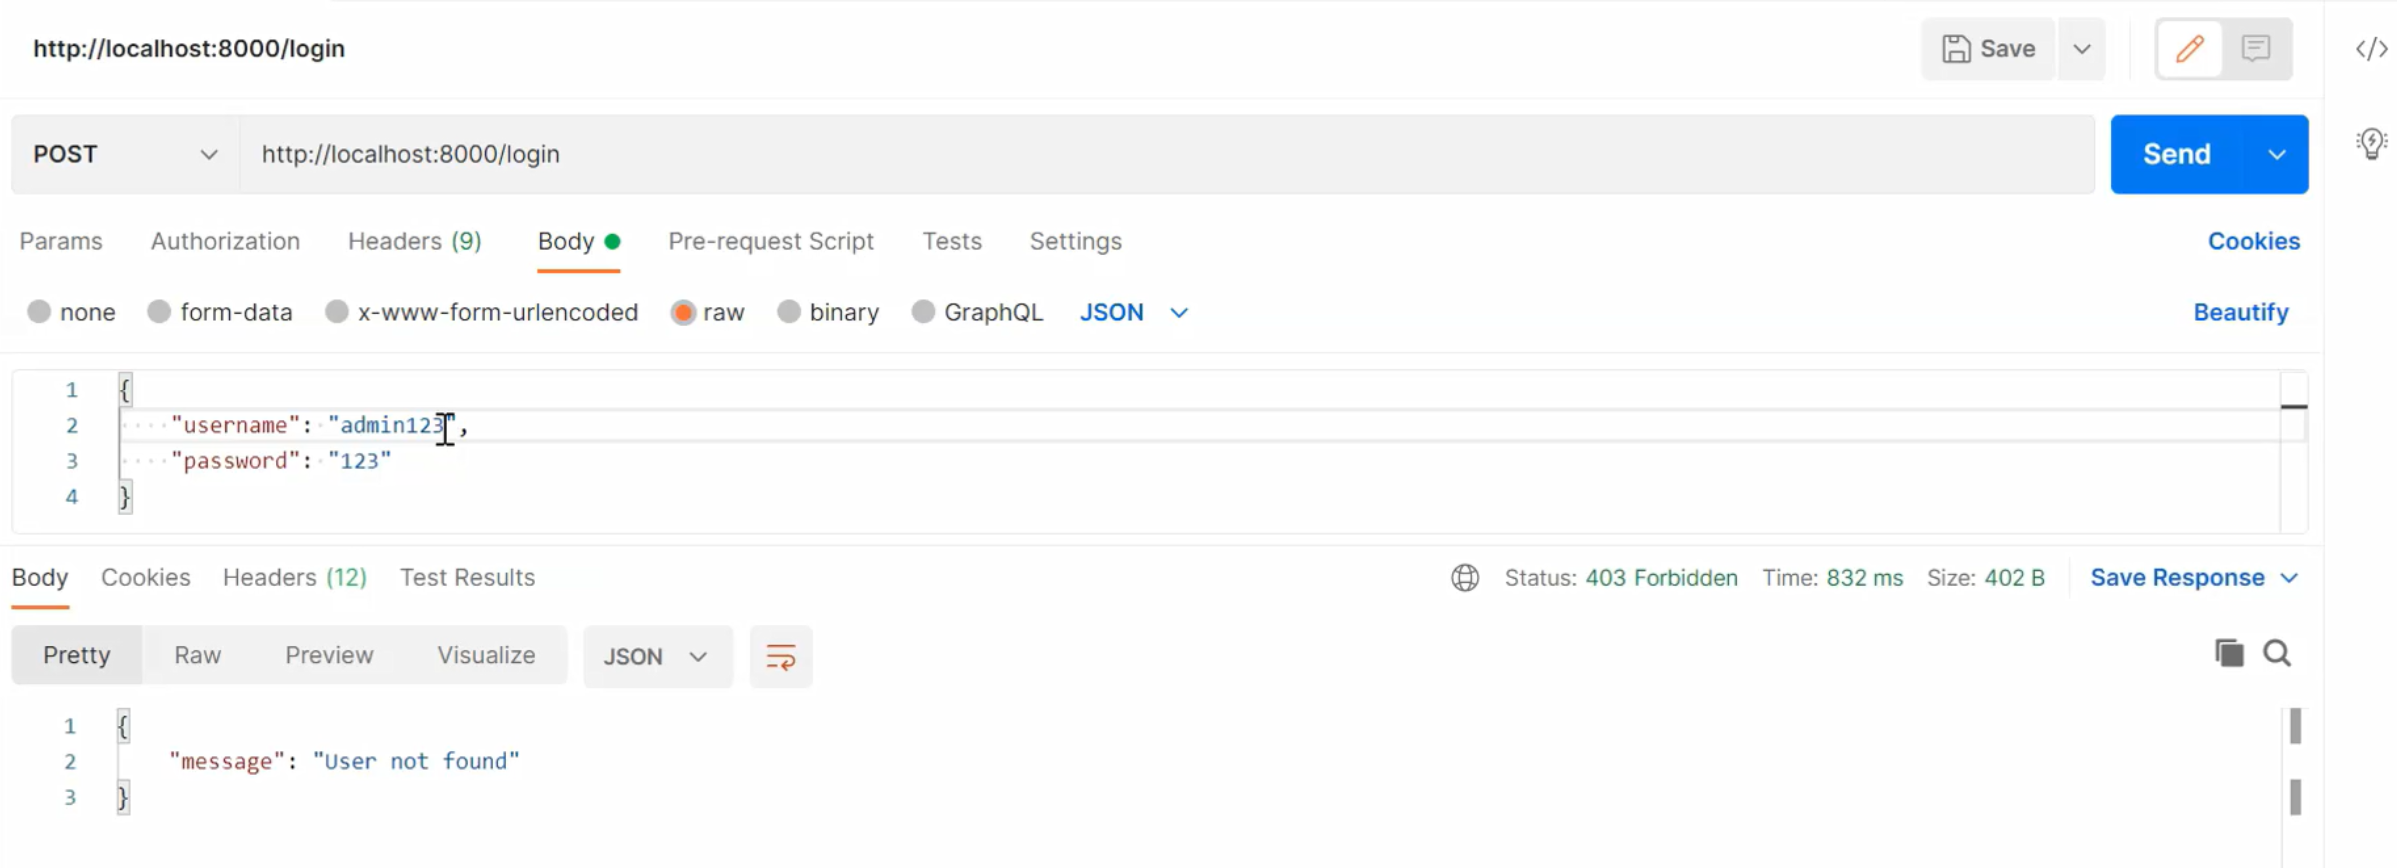 http://localhost:8000/login
Save
POST http://localhost:8000/login Send
Params Authorization Headers (9) Body Pre-request Script Tests Settings Cookies
none form-data x-www-form-urlencoded raw binary GraphQL JSON Beautify
1 {
2 "username": "admin123",
3 "password": "123"
4 }
Body Cookies Headers (12) Test Results Status: 403 Forbidden Time: 832 ms Size: 402 B Save Response
Pretty Raw Preview Visualize JSON
1 {
2 "message": "User not found"
3 }